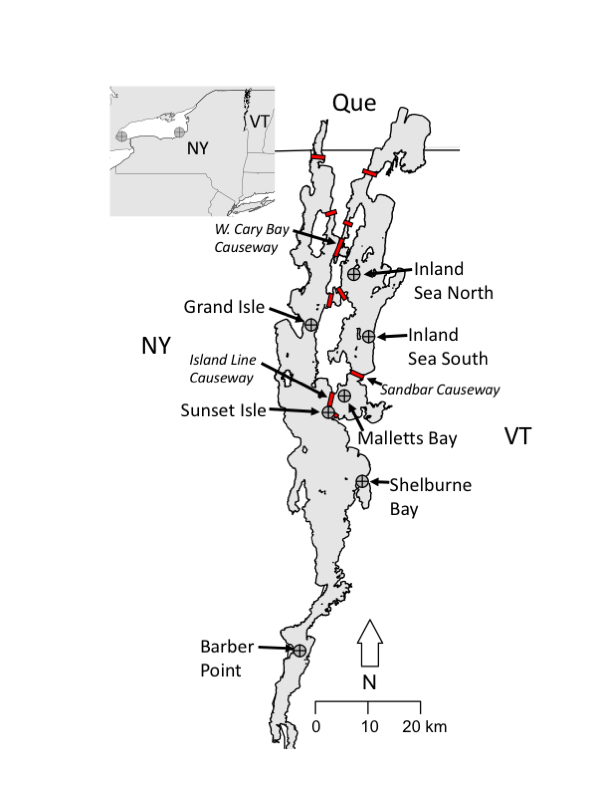 Que
VT
NY
W. Cary Bay
Causeway
Inland
Sea North
Grand Isle
Inland
Sea South
NY
Island Line
Causeway
Sandbar Causeway
Sunset Isle
Malletts Bay
VT
Shelburne
Bay
Barber
Point
N
0 10 20 km